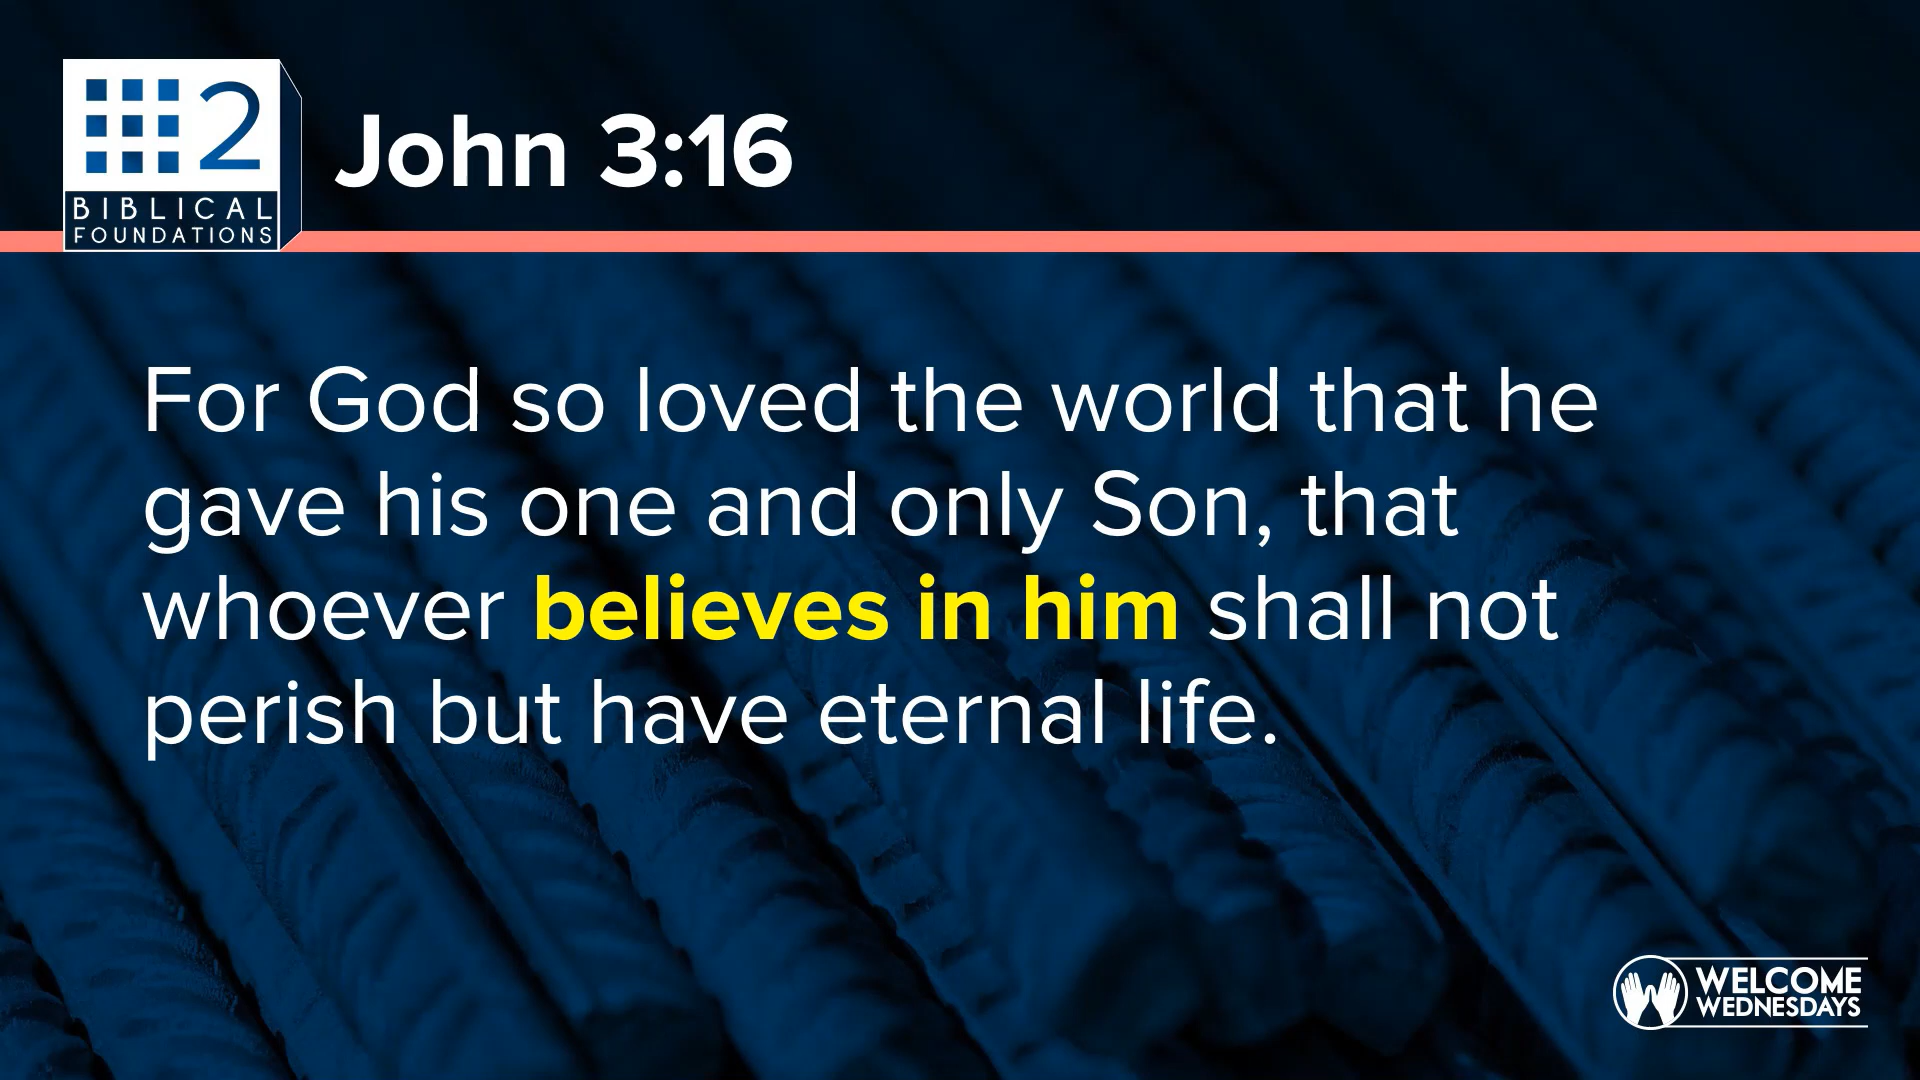 2
BIBLICAL
FOUNDATIONS
John 3:16
For God so loved the world that he
gave his one and only Son, that
whoever believes in him shall not
perish but have eternal life.
WELCOME
WEDNESDAYS